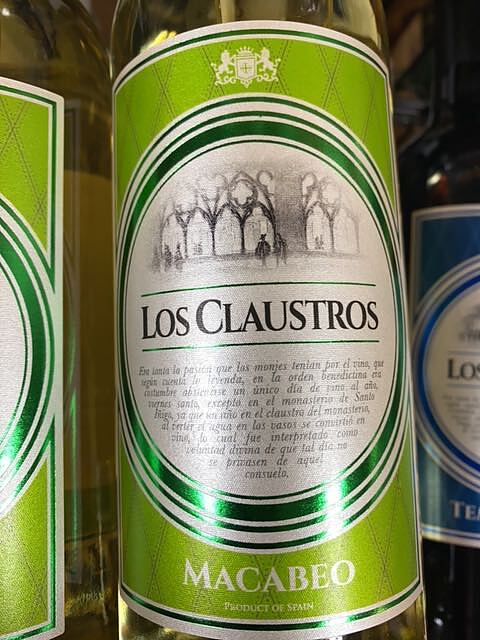 LOS CLAUSTROS
Era tanta la pasión que los monjes tenían por el vino, que
según cuenta la leyenda, en la orden benedictina era
costumbre abstenerse un único día de vino al año,
viernes santo, excepto en el monasterio de Santo
Íñigo, ya que un año en el claustro del monasterio,
al verter el agua en los vasos se convirtió en
vino, lo cual fue interpretado como
voluntad divina de que tal día no
se privasen de aquel
consuelo.
MACABEO
PRODUCT OF SPAIN
LOS
TEM